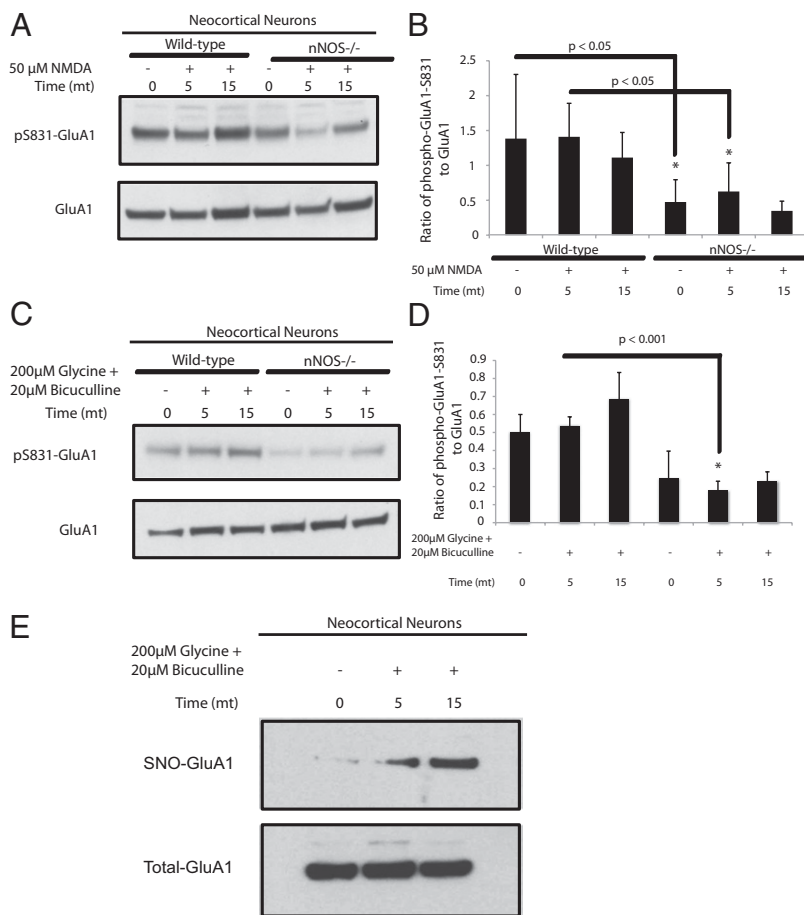 A
Neocortical Neurons
Wild-type nNOS-/-
50 μM NMDA - + + - + +
Time (mt) 0 5 15 0 5 15
pS831-GluA1
GluA1
B
p < 0.05
p < 0.05
Ratio of phospho-GluA1-S831
to GluA1
3
2.5
2
1.5
1
0.5
0
* *
Wild-type nNOS-/-
50 μM NMDA - + + - + +
Time (mt) 0 5 15 0 5 15
C
Neocortical Neurons
Wild-type nNOS-/-
200μM Glycine +
20μM Bicuculline - + + - + +
Time (mt) 0 5 15 0 5 15
pS831-GluA1
GluA1
D
p < 0.001
Ratio of phospho-GluA1-S831
to GluA1
0.9
0.8
0.7
0.6
0.5
0.4
0.3
0.2
0.1
0
*
200μM Glycine +
20μM Bicuculline - + + - + +
Time (mt) 0 5 15 0 5 15
E
Neocortical Neurons
200μM Glycine +
20μM Bicuculline - + +
Time (mt) 0 5 15
SNO-GluA1
Total-GluA1